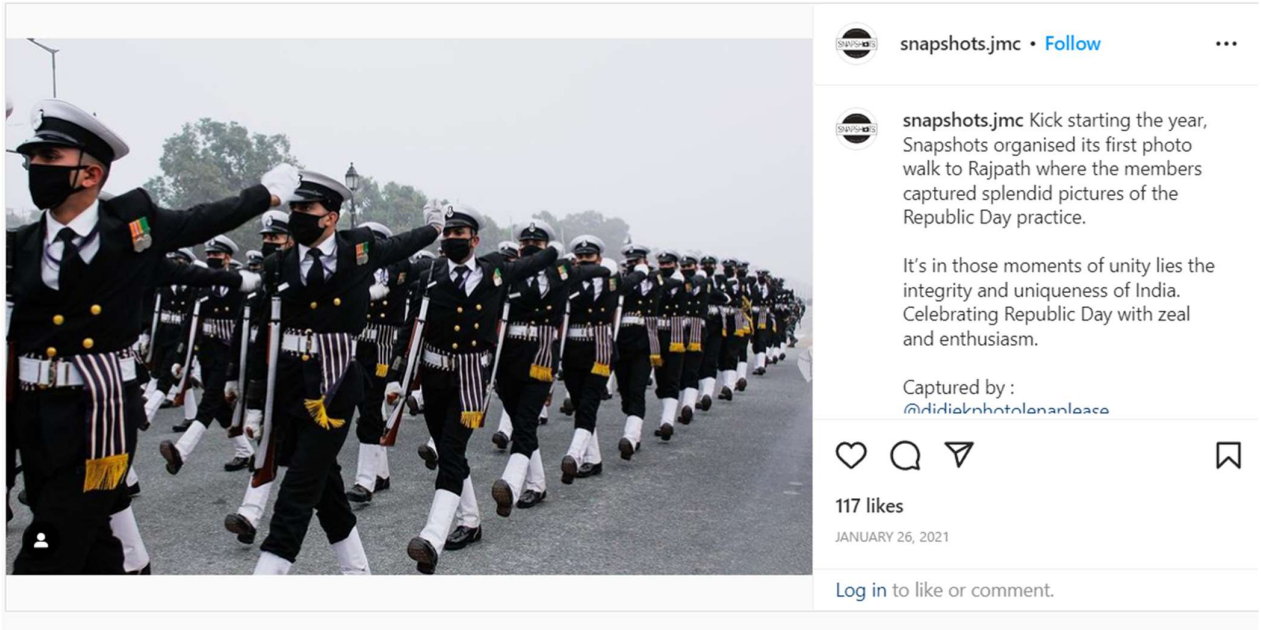 snapshots.jmc • Follow
SNAPSHOTS
SNAPSHOTS
snapshots.jmc Kick starting the year,
Snapshots organised its first photo
walk to Rajpath where the members
captured splendid pictures of the
Republic Day practice.
It's in those moments of unity lies the
integrity and uniqueness of India.
Celebrating Republic Day with zeal
and enthusiasm.
Captured by :
@didiekphotolenaplease
117 likes
JANUARY 26, 2021
Log in to like or comment.